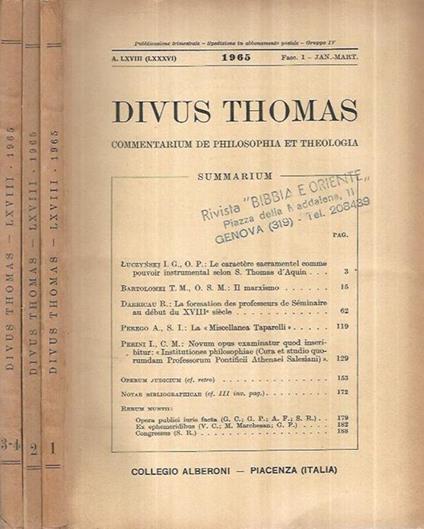 DIVUS THOMAS – LXVIII · 1965
3-4
DIVUS THOMAS – LXVIII · 1965
2
DIVUS THOMAS – LXVIII · 1965
1
Pubblicazione trimestrale – Spedizione in abbonamento postale – Gruppo IV
A. LXVIII (LXXXVI)
1965
Fasc. 1 – JAN.-MART.
DIVUS THOMAS
COMMENTARIUM DE PHILOSOPHIA ET THEOLOGIA
SUMMARIUM
Rivista "BIBBIA E ORIENTE"
Piazza della Maddalena, 11
GENOVA (319) - Tel. 208489
PAG.
ŁUCZYŃSKI I. G., O. P.: Le caractère sacramentel comme
pouvoir instrumental selon S. Thomas d'Aquin . . . 3
BARTOLOMEI T. M., O. S. M.: Il marxismo . . . 15
DARRICAU R.: La formation des professeurs de Séminaire
au début du XVIIIe siècle . . . 62
PEREGO A., S. I.: La « Miscellanea Taparelli » . . . 119
PERINI I., C. M.: Novum opus examinatur quod inscri-
bitur: « Institutiones philosophiae (Cura et studio quo-
rumdam Professorum Pontificii Athenaei Salesiani) ». 129
OPERUM JUDICIUM (cf. retro) . . . 153
NOTAE BIBLIOGRAPHICAE (cf. III inv. pag.) . . . 172
RERUM NUNTII:
Opera publici iuris facta (G. C.; G. P.; A. F.; S. R.) . . 179
Ex ephemeridibus (V. C.; M. Marchesan; G. P.) . . . 182
Congressus (S. R.) . . . 188
COLLEGIO ALBERONI — PIACENZA (ITALIA)